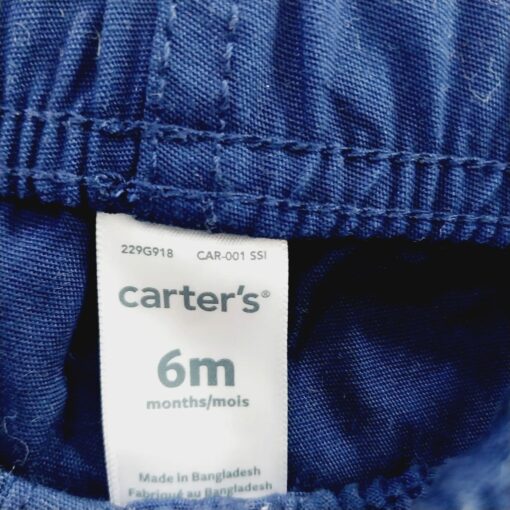 229G918 CAR-001 SSI
carter's®
6m
months/mois
Made in Bangladesh
Fabriqué au Bangladesh